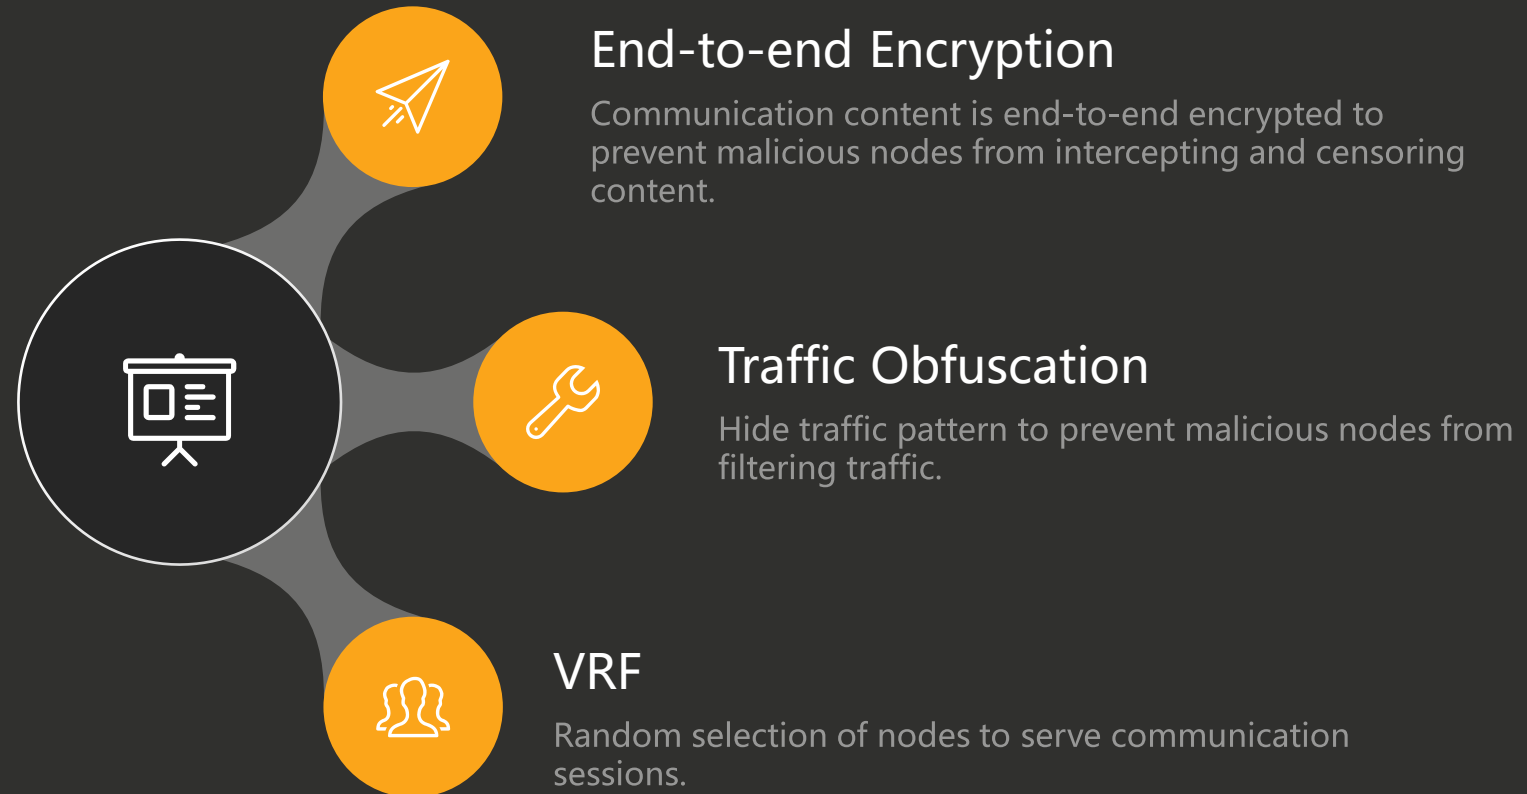 End-to-end Encryption
Communication content is end-to-end encrypted to
prevent malicious nodes from intercepting and censoring
content.
Traffic Obfuscation
Hide traffic pattern to prevent malicious nodes from
filtering traffic.
VRF
Random selection of nodes to serve communication
sessions.